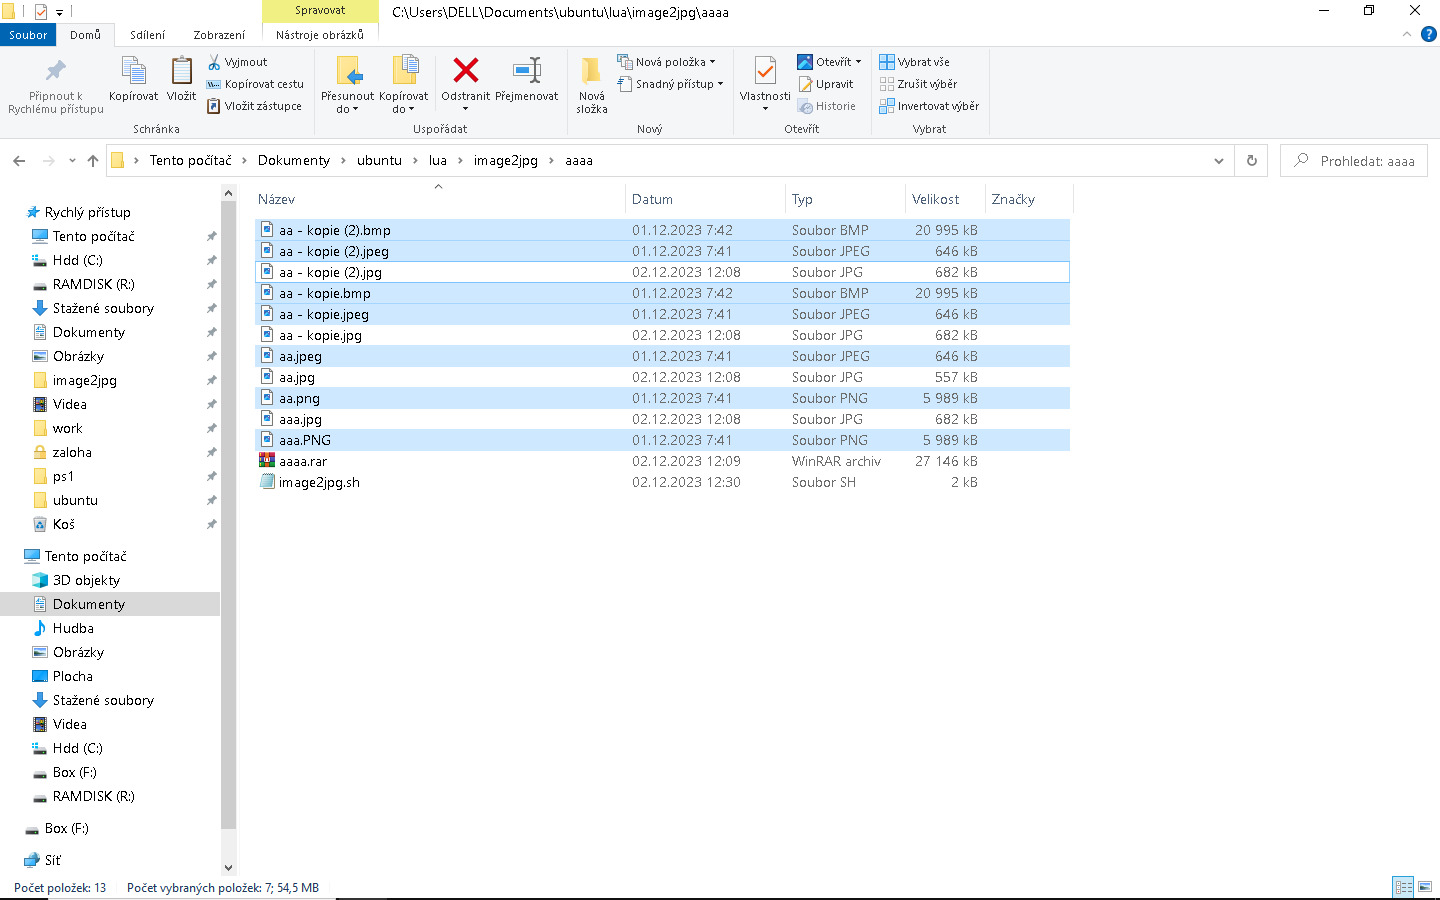 Spravovat
C:\Users\DELL\Documents\ubuntu\lua\image2jpg\aaaa
Soubor Domů Sdílení Zobrazení Nástroje obrázků
Připnout k Rychlému přístupu
Kopírovat
Vložit
Vyjmout
Kopírovat cestu
Vložit zástupce
Schránka
Přesunout do
Kopírovat do
Odstranit
Přejmenovat
Uspořádat
Nová složka
Nová položka
Snadný přístup
Nový
Vlastnosti
Otevřít
Upravit
Historie
Otevřít
Vybrat vše
Zrušit výběr
Invertovat výběr
Vybrat
Tento počítač > Dokumenty > ubuntu > lua > image2jpg > aaaa
Prohledat: aaaa
Rychlý přístup
Tento počítač
Hdd (C:)
RAMDISK (R:)
Stažené soubory
Dokumenty
Obrázky
image2jpg
Videa
work
zaloha
ps1
ubuntu
Koš
Tento počítač
3D objekty
Dokumenty
Hudba
Obrázky
Plocha
Stažené soubory
Videa
Hdd (C:)
Box (F:)
RAMDISK (R:)
Box (F:)
Síť
Název Datum Typ Velikost Značky
aa - kopie (2).bmp 01.12.2023 7:42 Soubor BMP 20 995 kB
aa - kopie (2).jpeg 01.12.2023 7:41 Soubor JPEG 646 kB
aa - kopie (2).jpg 02.12.2023 12:08 Soubor JPG 682 kB
aa - kopie.bmp 01.12.2023 7:42 Soubor BMP 20 995 kB
aa - kopie.jpeg 01.12.2023 7:41 Soubor JPEG 646 kB
aa - kopie.jpg 02.12.2023 12:08 Soubor JPG 682 kB
aa.jpeg 01.12.2023 7:41 Soubor JPEG 646 kB
aa.jpg 02.12.2023 12:08 Soubor JPG 557 kB
aa.png 01.12.2023 7:41 Soubor PNG 5 989 kB
aaa.jpg 02.12.2023 12:08 Soubor JPG 682 kB
aaa.PNG 01.12.2023 7:41 Soubor PNG 5 989 kB
aaaa.rar 02.12.2023 12:09 WinRAR archiv 27 146 kB
image2jpg.sh 02.12.2023 12:30 Soubor SH 2 kB
Počet položek: 13 Počet vybraných položek: 7; 54,5 MB